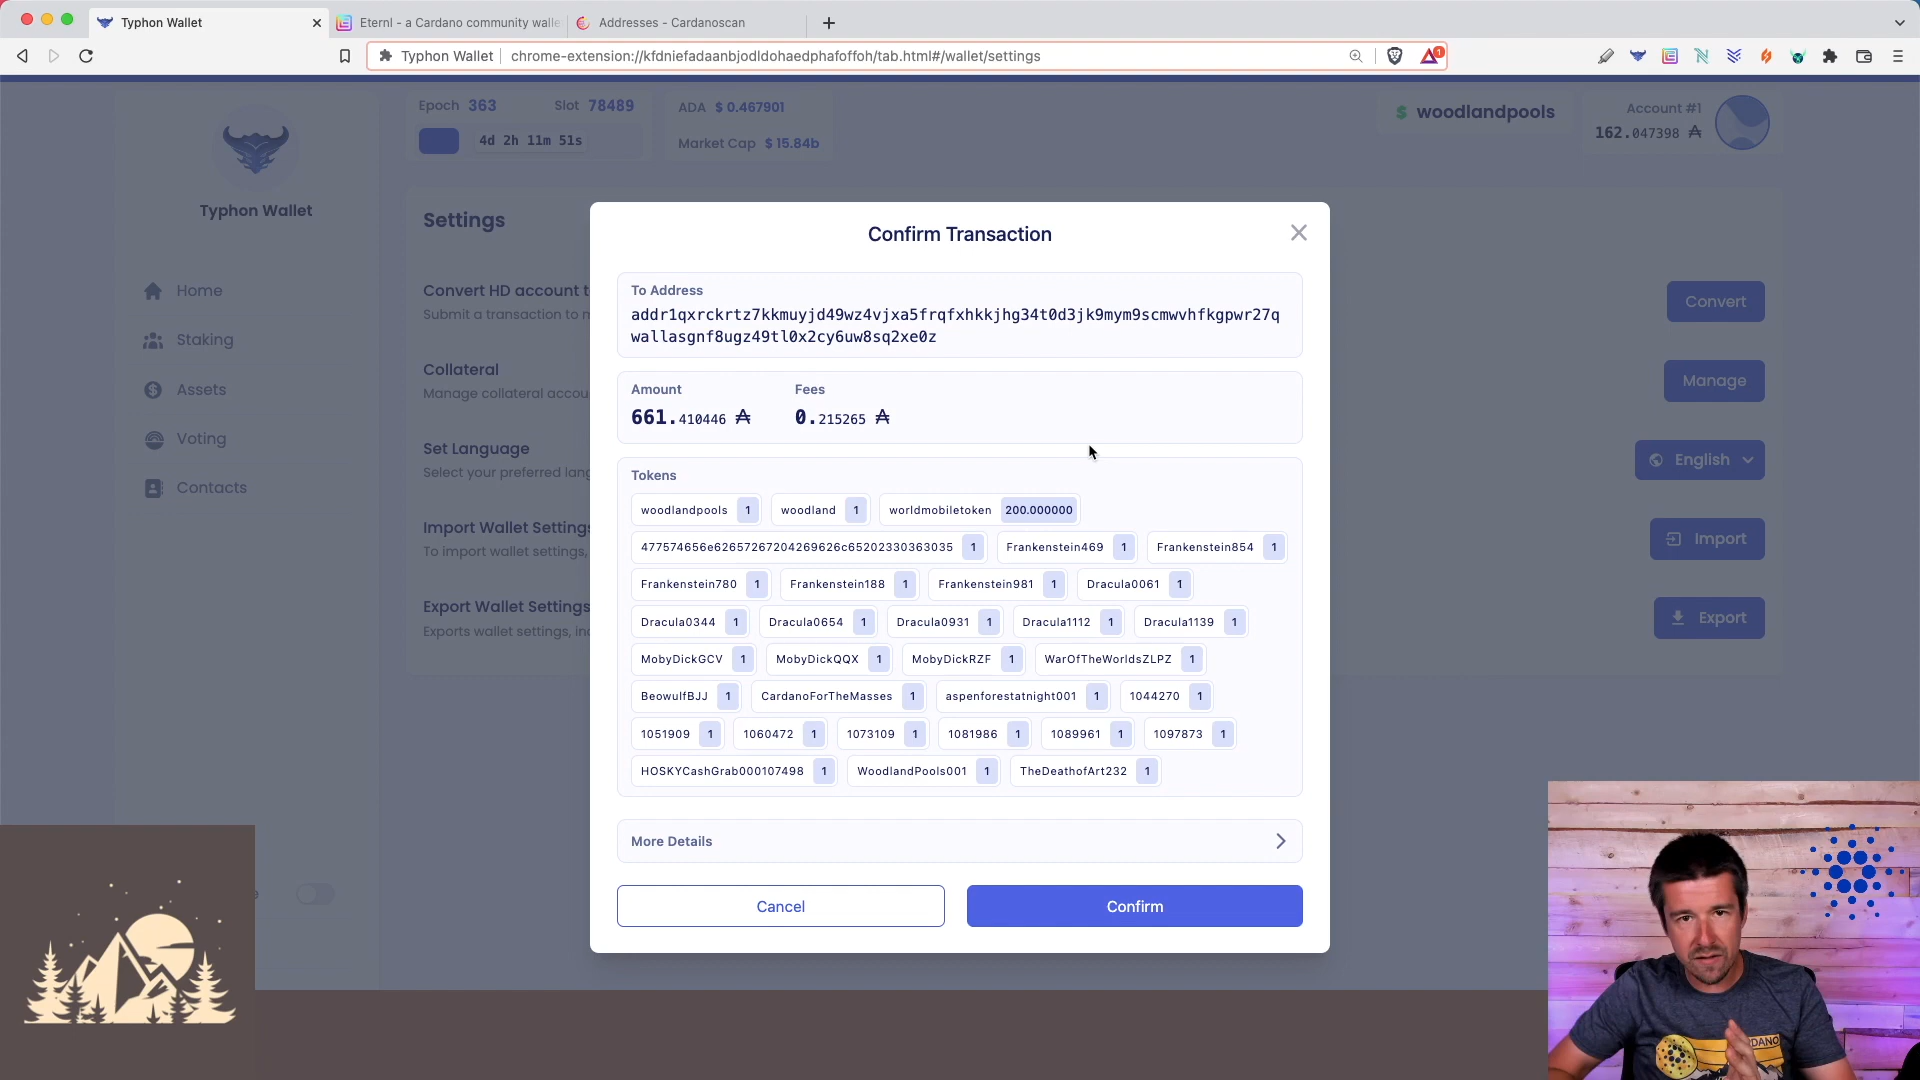 Typhon Wallet
Eternl - a Cardano community walle
Addresses - Cardanoscan
Typhon Wallet
chrome-extension://kfdniefadaanbjodldohaedphafoffoh/tab.html#/wallet/settings
1
Epoch 363 Slot 78489
4d 2h 11m 51s
ADA $ 0.467901
Market Cap $ 15.84b
$ woodlandpools
Account #1
162.047398 ₳
Typhon Wallet
Home
Staking
Assets
Voting
Contacts
Settings
Convert HD account t
Submit a transaction to m
Convert
Collateral
Manage collateral accou
Manage
Set Language
Select your preferred lang
English
Import Wallet Settings
To import wallet settings,
Import
Export Wallet Settings
Exports wallet settings, inc
Export
Confirm Transaction
To Address
addr1qxrckrtz7kkmuyjd49wz4vjxa5frqfxhkkjhg34t0d3jk9mym9scmwvhfkgpwr27q
wallasgnf8ugz49tl0x2cy6uw8sq2xe0z
Amount Fees
661.410446 ₳ 0.215265 ₳
Tokens
woodlandpools 1 woodland 1 worldmobiletoken 200.000000
477574656e62657267204269626c65202330363035 1 Frankenstein469 1 Frankenstein854 1
Frankenstein780 1 Frankenstein188 1 Frankenstein981 1 Dracula0061 1
Dracula0344 1 Dracula0654 1 Dracula0931 1 Dracula1112 1 Dracula1139 1
MobyDickGCV 1 MobyDickQQX 1 MobyDickRZF 1 WarOfTheWorldsZLPZ 1
BeowulfBJJ 1 CardanoForTheMasses 1 aspenforestatnight001 1 1044270 1
1051909 1 1060472 1 1073109 1 1081986 1 1089961 1 1097873 1
HOSKYCashGrab000107498 1 WoodlandPools001 1 TheDeathofArt232 1
More Details
Cancel
Confirm